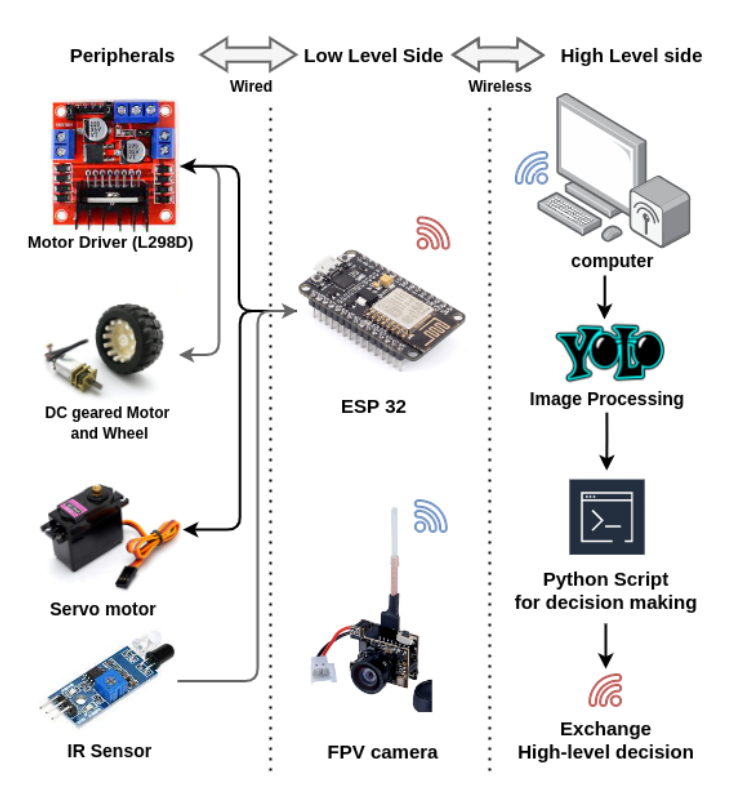 Peripherals
Low Level Side
High Level side
Wired
Wireless
Motor Driver (L298D)
computer
YOLO
Image Processing
DC geared Motor
and Wheel
ESP 32
Python Script
for decision making
Servo motor
IR Sensor
FPV camera
Exchange
High-level decision